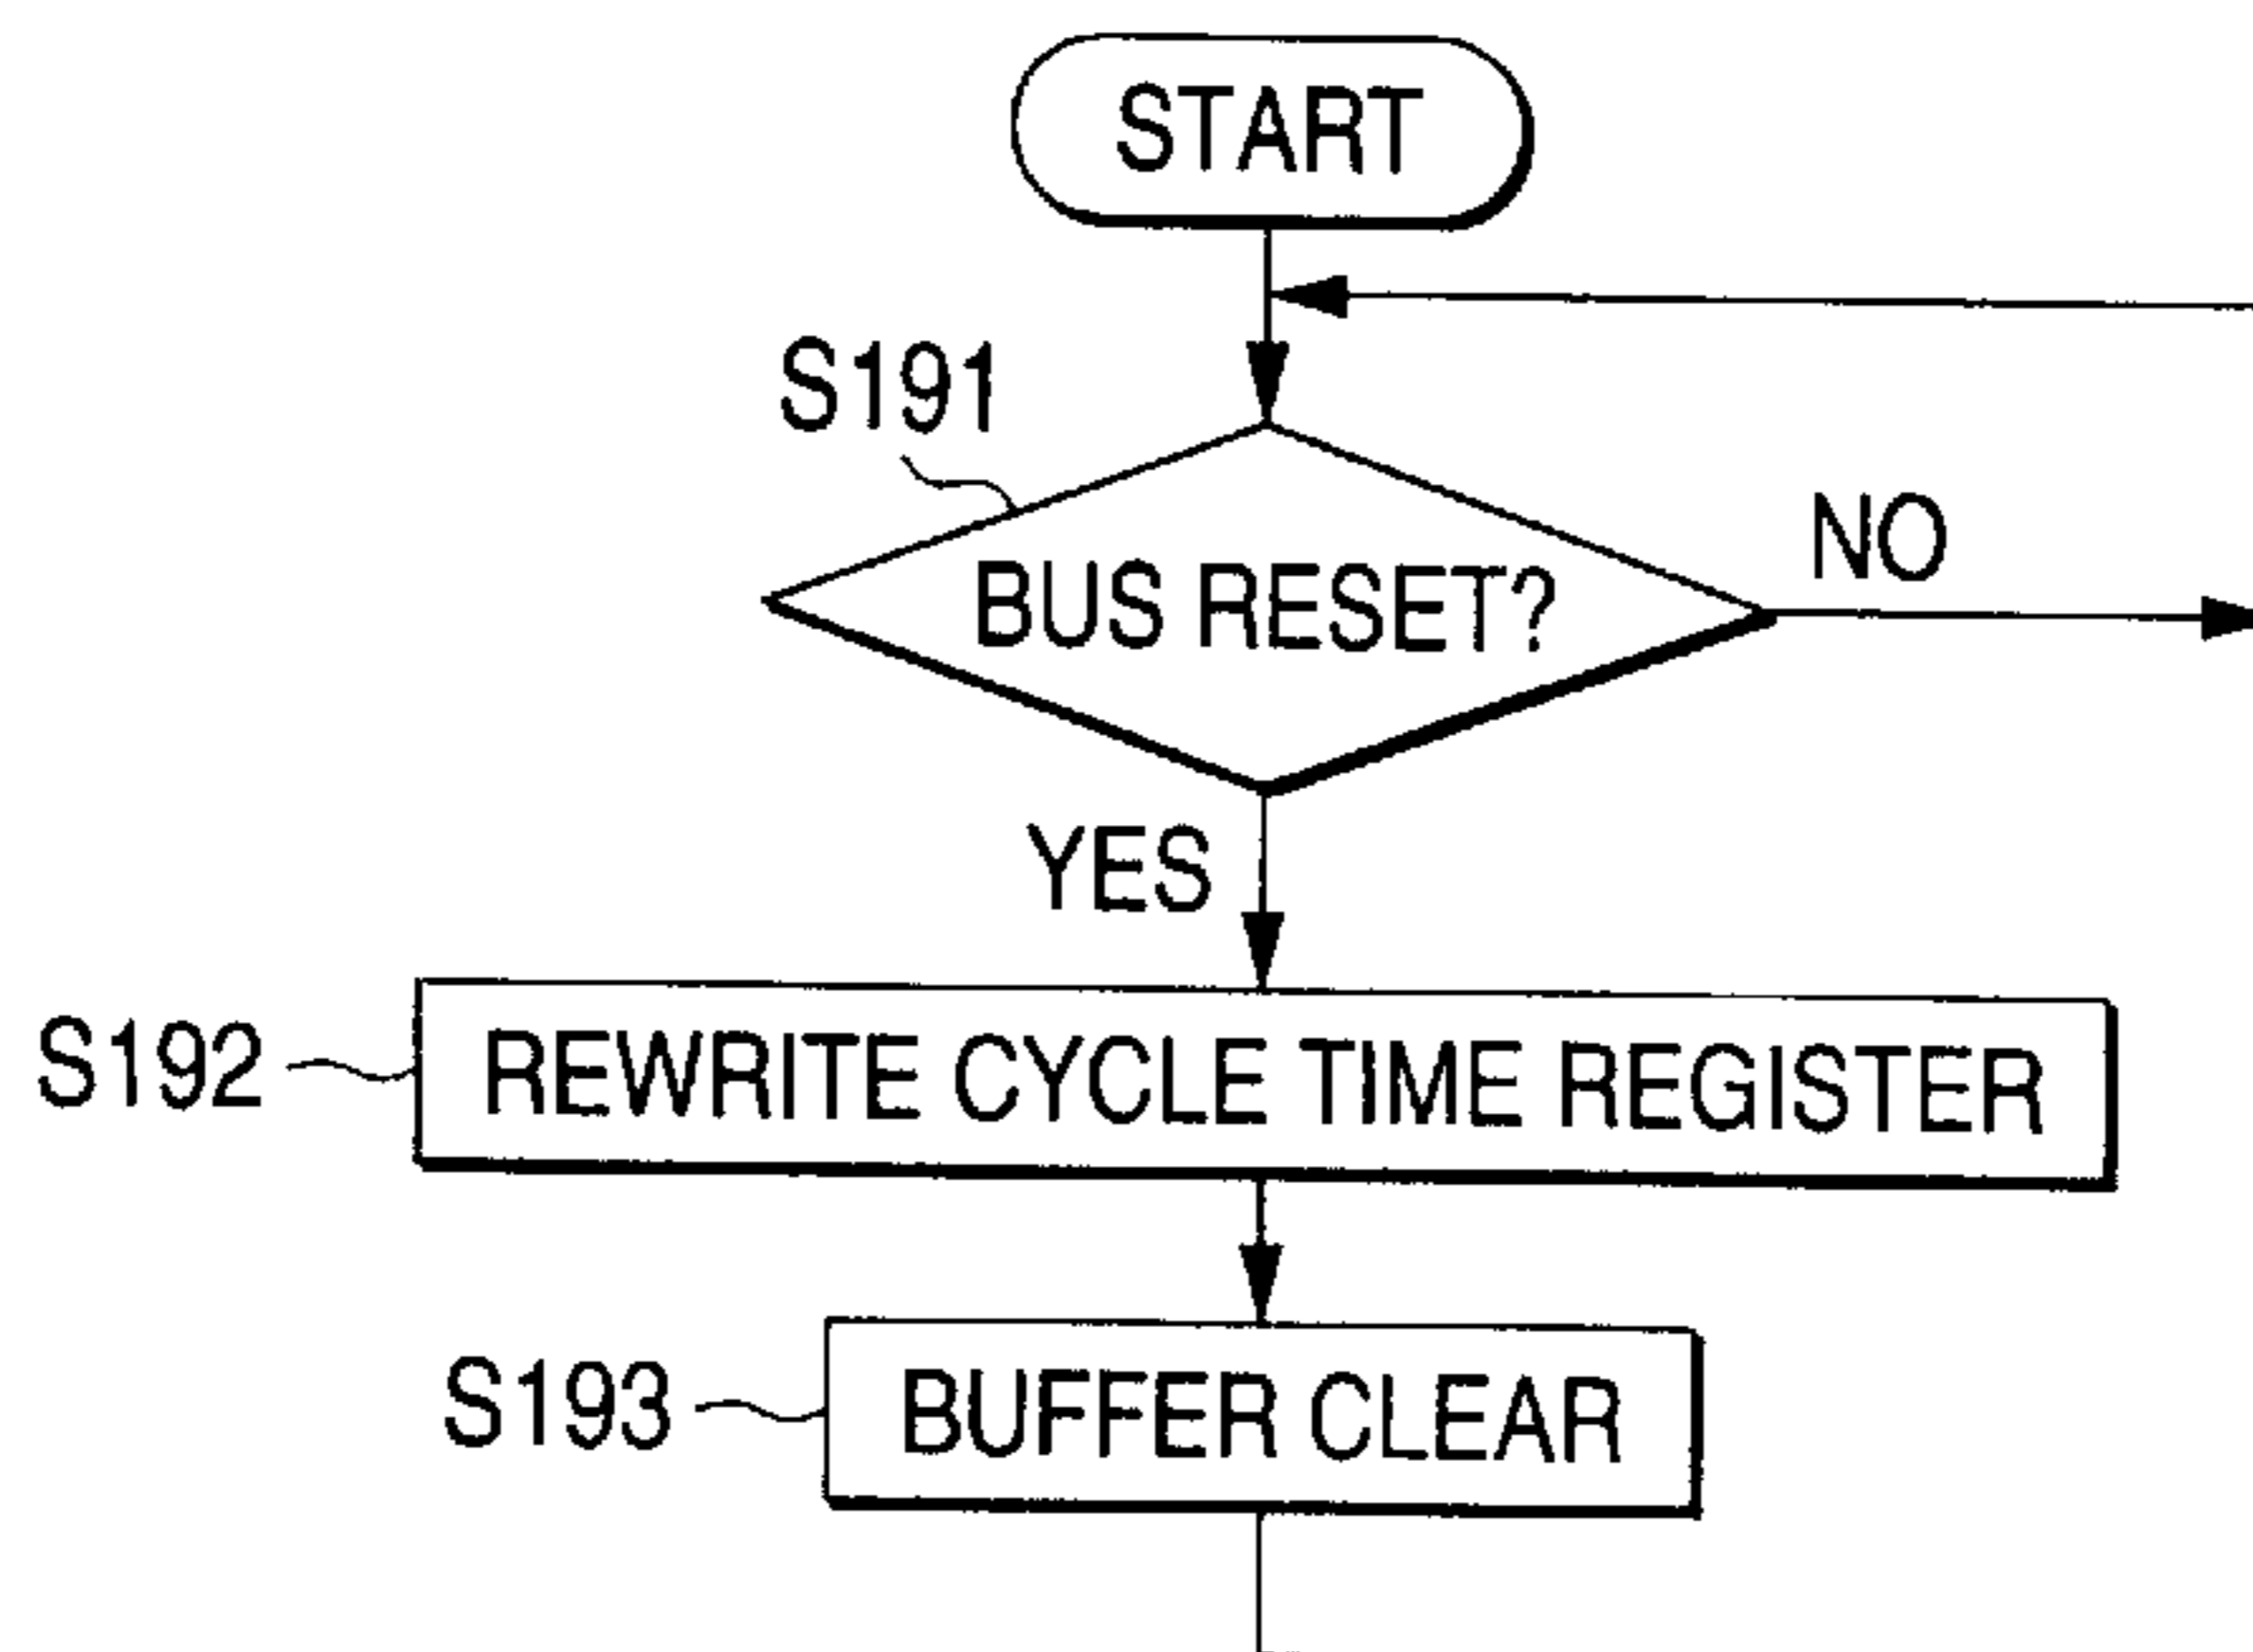 START
S191
NO
BUS RESET?
YES
S192
REWRITE CYCLE TIME REGISTER
S193
BUFFER CLEAR